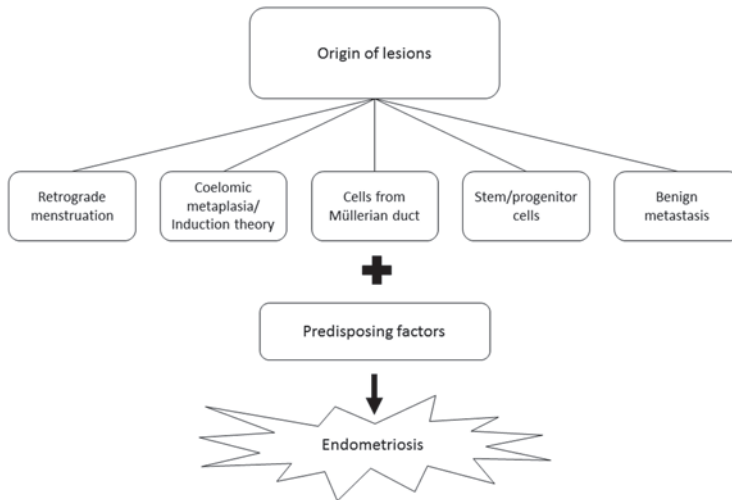 Origin of lesions
Retrograde
menstruation
Coelomic
metaplasia/
Induction theory
Cells from
Müllerian duct
Stem/progenitor
cells
Benign
metastasis
Predisposing factors
Endometriosis